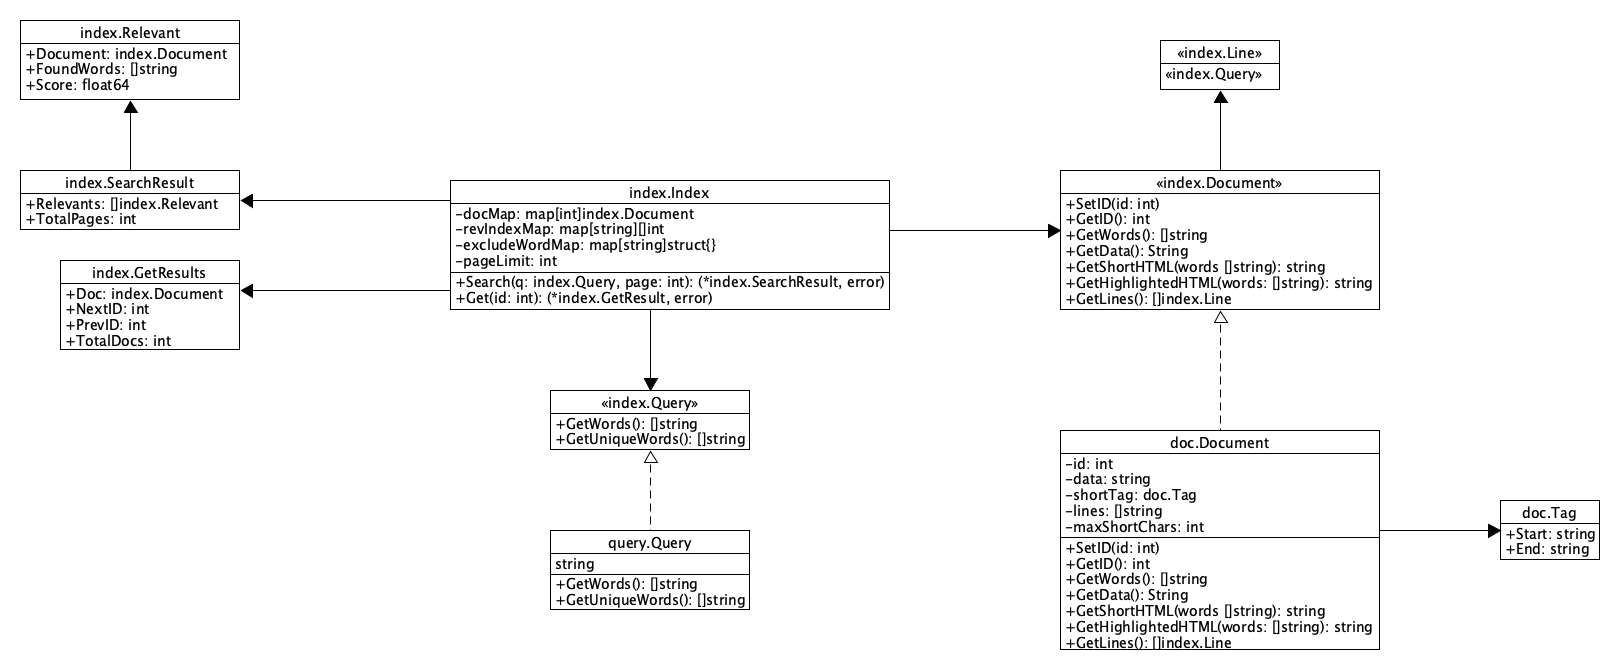 index.Relevant
+Document: index.Document
+FoundWords: []string
+Score: float64
«index.Line»
«index.Query»
index.SearchResult
+Relevants: []index.Relevant
+TotalPages: int
index.GetResults
+Doc: index.Document
+NextID: int
+PrevID: int
+TotalDocs: int
index.Index
-docMap: map[int]index.Document
-revIndexMap: map[string][]int
-excludeWordMap: map[string]struct{}
-pageLimit: int
+Search(q: index.Query, page: int): (*index.SearchResult, error)
+Get(id: int): (*index.GetResult, error)
«index.Document»
+SetID(id: int)
+GetID(): int
+GetWords(): []string
+GetData(): String
+GetShortHTML(words []string): string
+GetHighlightedHTML(words: []string): string
+GetLines(): []index.Line
«index.Query»
+GetWords(): []string
+GetUniqueWords(): []string
query.Query
string
+GetWords(): []string
+GetUniqueWords(): []string
doc.Document
-id: int
-data: string
-shortTag: doc.Tag
-lines: []string
-maxShortChars: int
+SetID(id: int)
+GetID(): int
+GetWords(): []string
+GetData(): String
+GetShortHTML(words []string): string
+GetHighlightedHTML(words: []string): string
+GetLines(): []index.Line
doc.Tag
+Start: string
+End: string